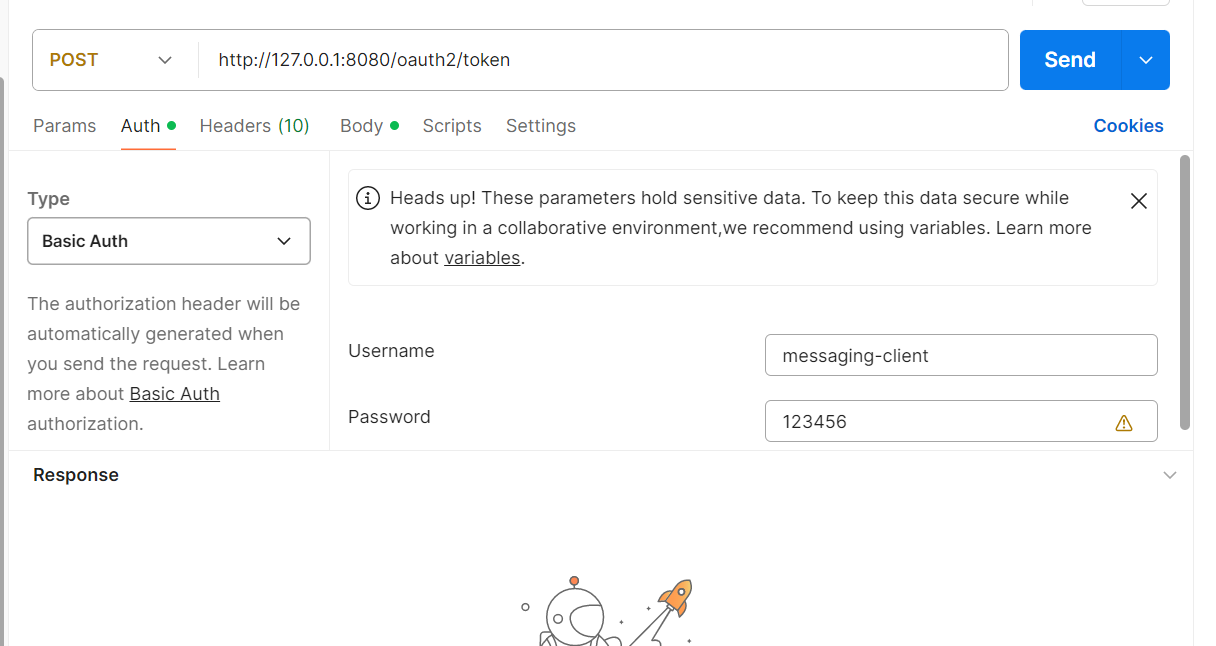 POST http://127.0.0.1:8080/oauth2/token Send
Params Auth Headers (10) Body Scripts Settings Cookies
Type
Basic Auth
The authorization header will be
automatically generated when
you send the request. Learn
more about Basic Auth
authorization.
Heads up! These parameters hold sensitive data. To keep this data secure while
working in a collaborative environment,we recommend using variables. Learn more
about variables.
Username messaging-client
Password 123456
Response